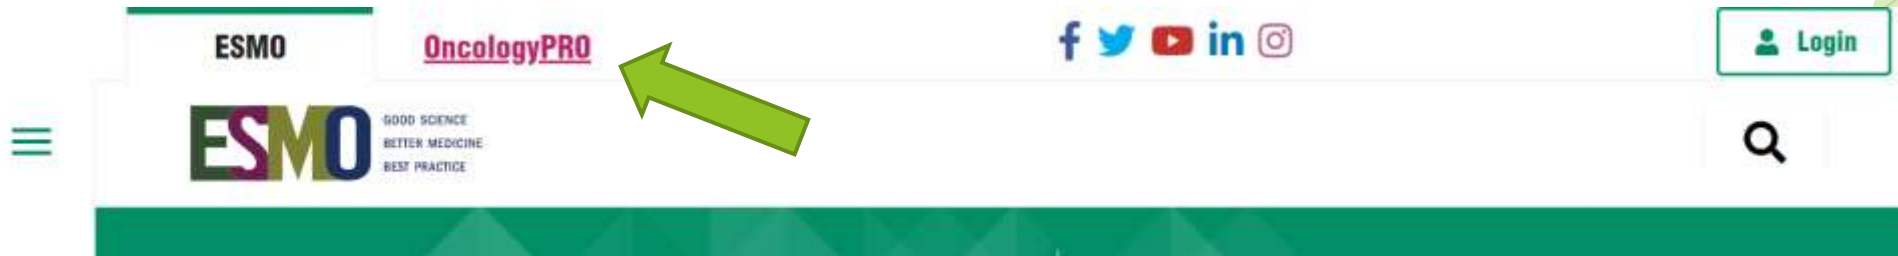 ESMO
OncologyPRO
Login
ESMO
GOOD SCIENCE
BETTER MEDICINE
BEST PRACTICE